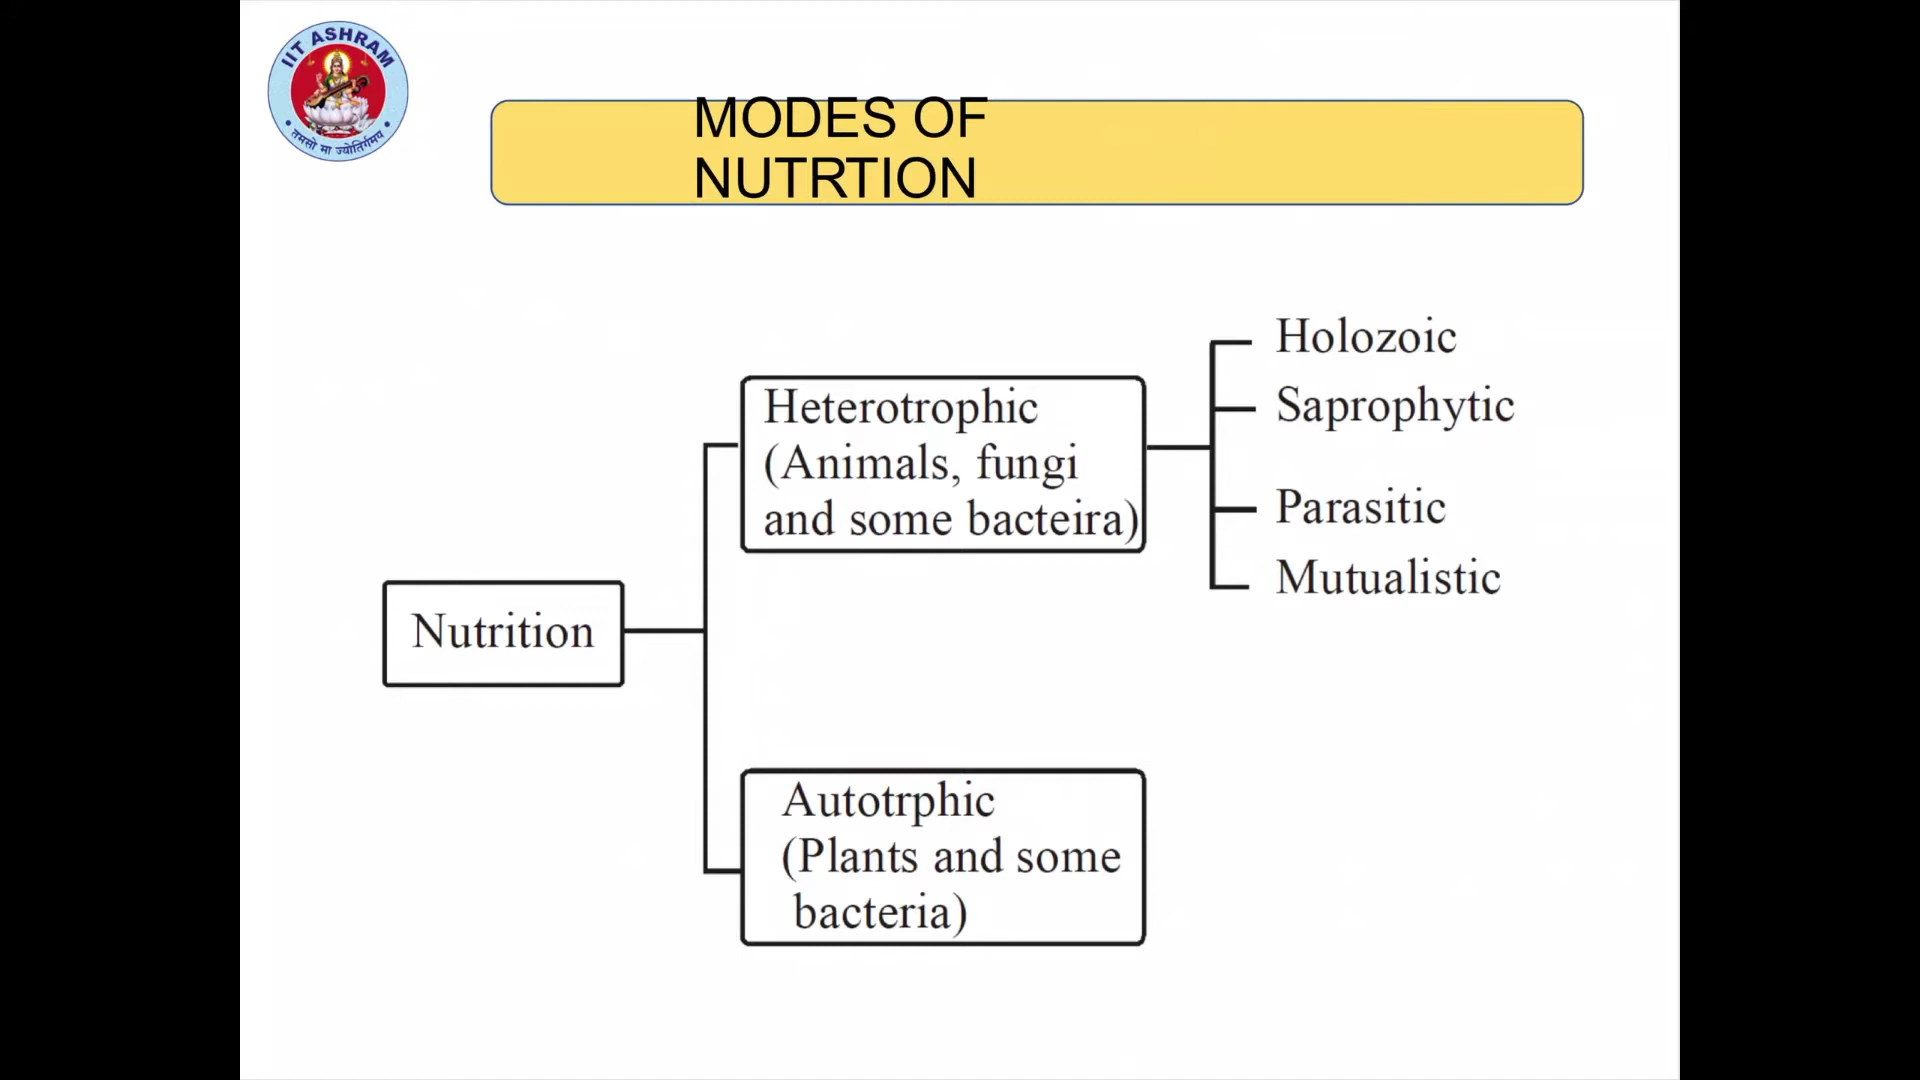 IIT ASHRAM
तमसो मा ज्योतिर्गमय
MODES OF
NUTRTION
Holozoic
Saprophytic
Parasitic
Mutualistic
Heterotrophic
(Animals, fungi
and some bacteira)
Nutrition
Autotrphic
(Plants and some
bacteria)